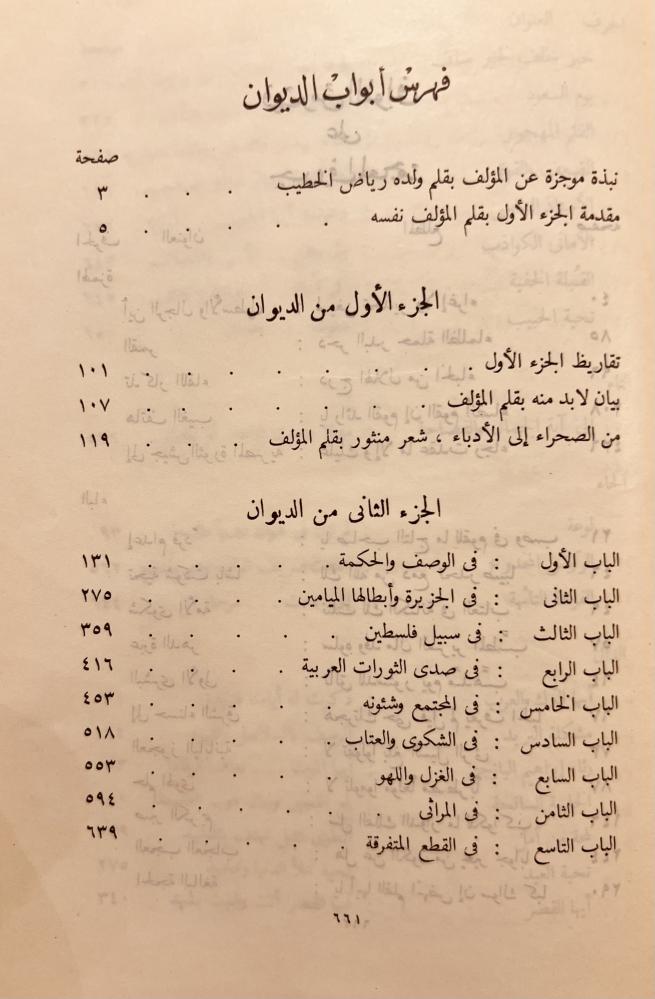 فهرس أبواب الديوان
صفحة
نبذة موجزة عن المؤلف بقلم ولده رياض الخطيب . . . ٣
مقدمة الجزء الأول بقلم المؤلف نفسه . . . . . ٥
الجزء الأول من الديوان
تقاريظ الجزء الأول . . . . . . . ١٠١
بيان لابد منه بقلم المؤلف . . . . . . ١٠٧
من الصحراء إلى الأدباء ، شعر منثور بقلم المؤلف . . . ١١٩
الجزء الثانى من الديوان
الباب الأول : فى الوصف والحكمة . . . . . ١٣١
الباب الثانى : فى الجزيرة وأبطالها الميامين . . . . ٢٧٥
الباب الثالث : فى سبيل فلسطين . . . . . ٣٥٩
الباب الرابع : فى صدى الثورات العربية . . . . ٤١٦
الباب الخامس : فى المجتمع وشئونه . . . . . ٤٥٣
الباب السادس : فى الشكوى والعتاب . . . . ٥١٨
الباب السابع : فى الغزل واللهو . . . . . ٥٥٣
الباب الثامن : فى المراثى . . . . . . ٥٩٤
الباب التاسع : فى القطع المتفرقة . . . . . ٦٣٩
٦٦١